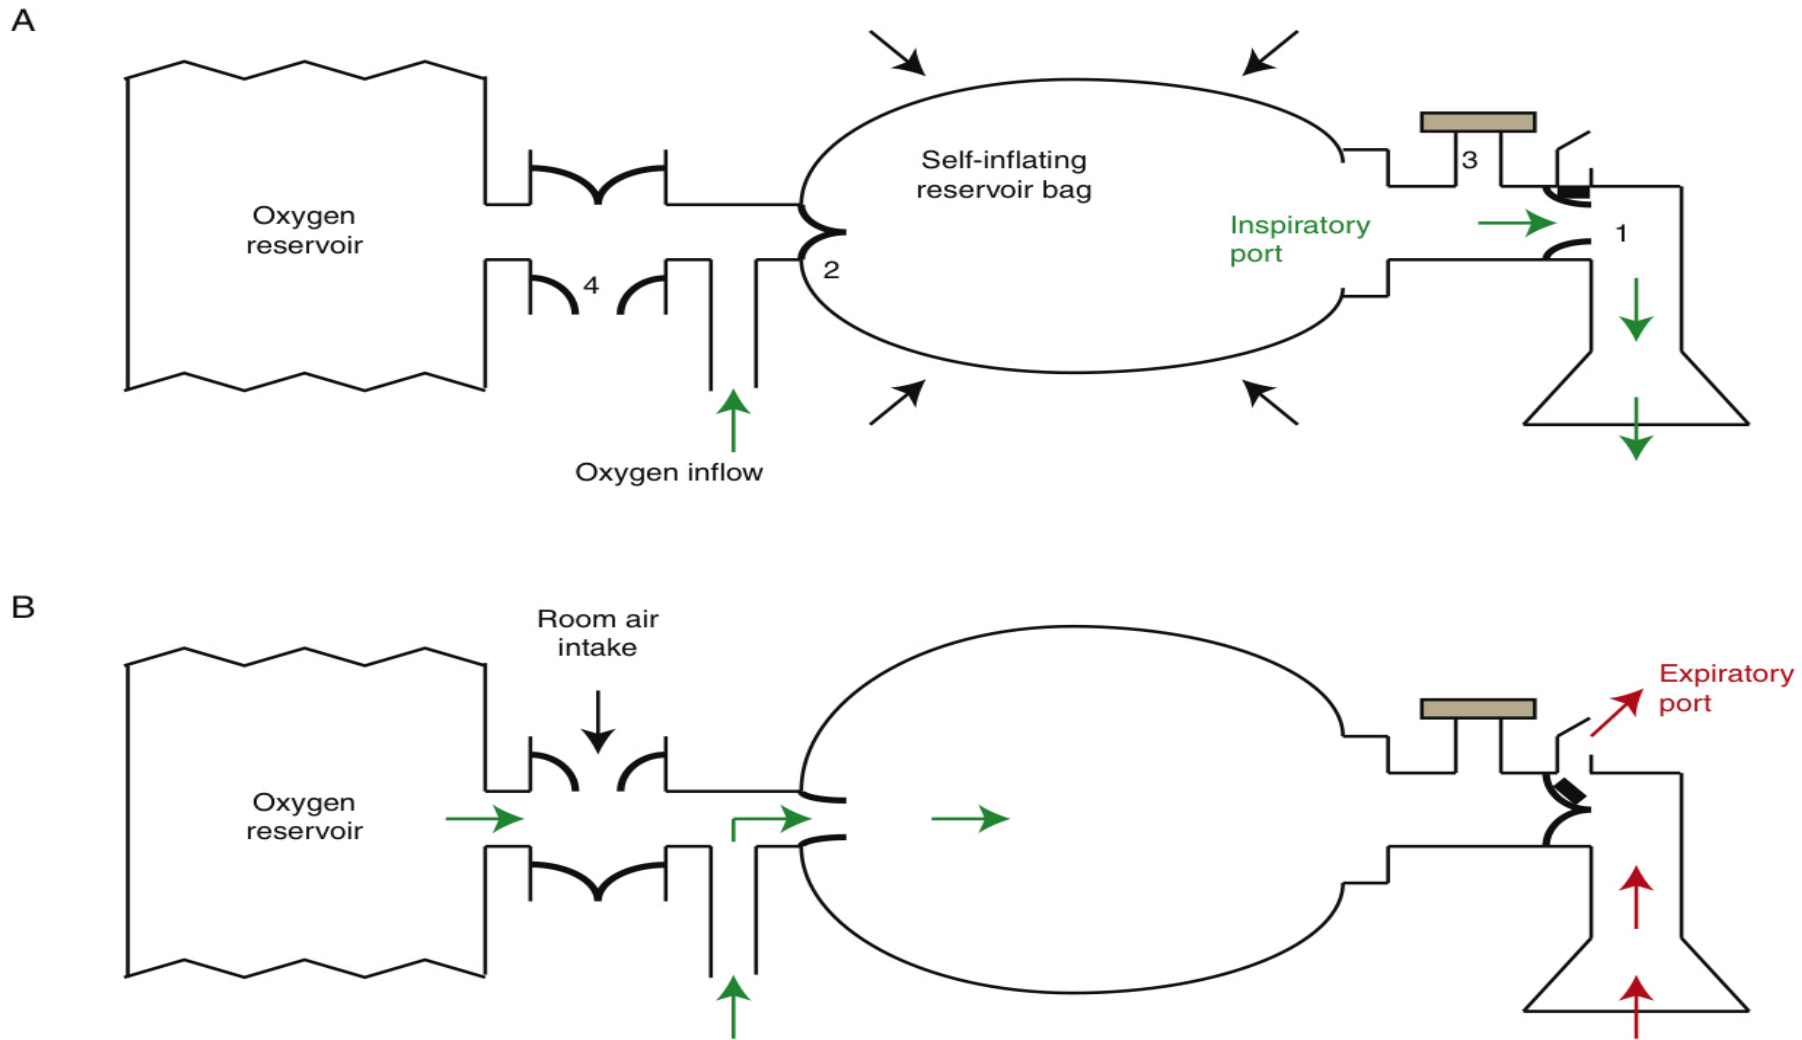 A
Self-inflating
reservoir bag
3
Oxygen
reservoir
Inspiratory
port
1
2
4
Oxygen inflow
B
Room air
intake
Expiratory
port
Oxygen
reservoir